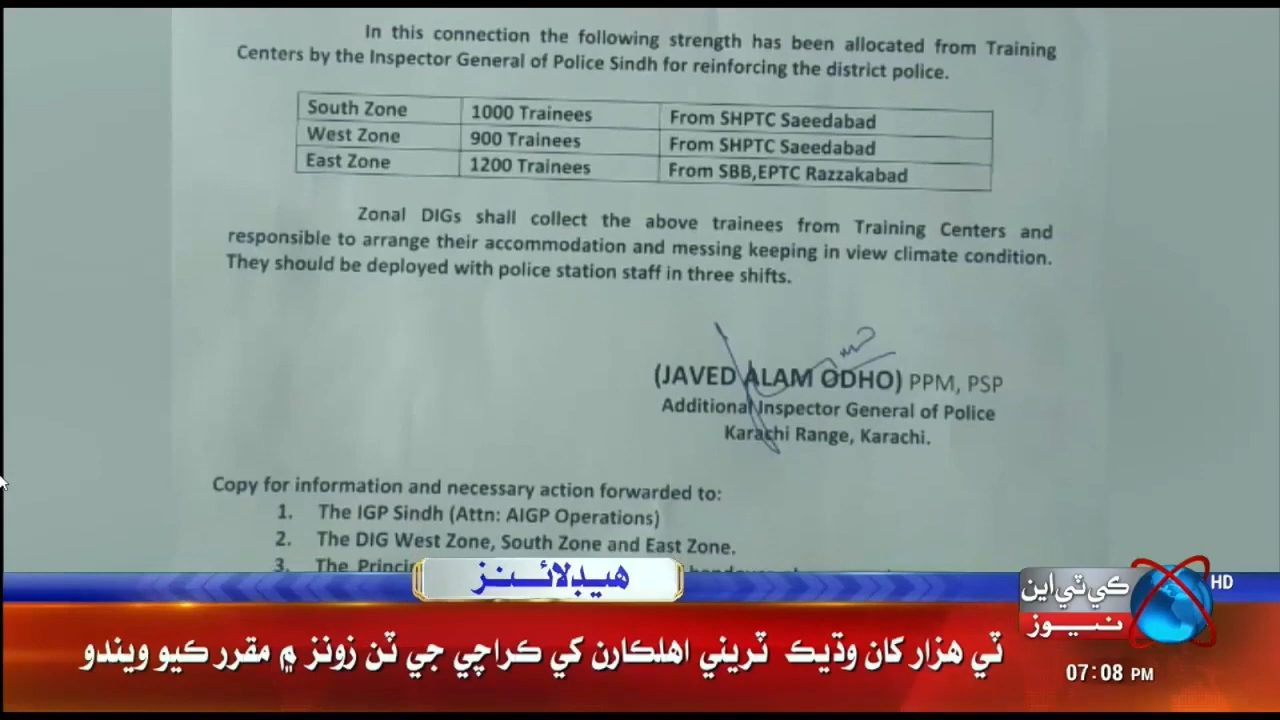 In this connection the following strength has been allocated from Training
Centers by the Inspector General of Police Sindh for reinforcing the district police.
South Zone 1000 Trainees From SHPTC Saeedabad
West Zone 900 Trainees From SHPTC Saeedabad
East Zone 1200 Trainees From SBB,EPTC Razzakabad
Zonal DIGs shall collect the above trainees from Training Centers and
responsible to arrange their accommodation and messing keeping in view climate condition.
They should be deployed with police station staff in three shifts.
(JAVED ALAM ODHO) PPM, PSP
Additional Inspector General of Police
Karachi Range, Karachi.
Copy for information and necessary action forwarded to:
1. The IGP Sindh (Attn: AIGP Operations)
2. The DIG West Zone, South Zone and East Zone.
3. The
هيڊلائنز
ڪي ٽي اين
نيوز
HD
ٽي هزار کان وڌيڪ ٽريني اهلڪارن کي ڪراچي جي ٽن زونز ۾ مقرر ڪيو ويندو
07:08 PM